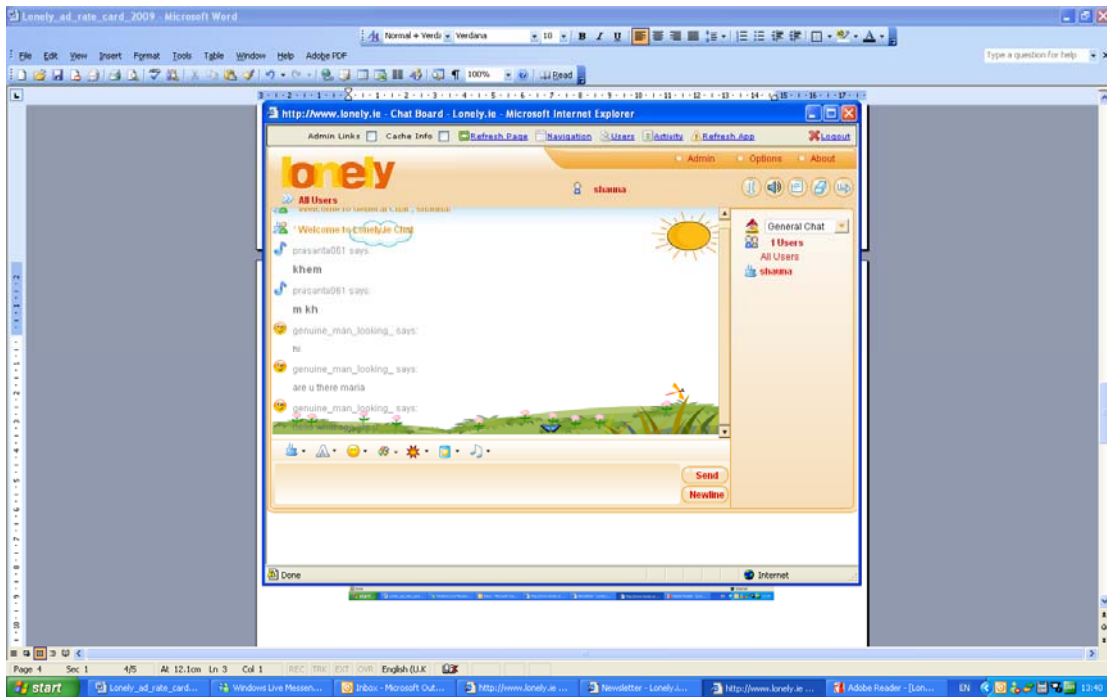 Lonely_ad_rate_card_2009 - Microsoft Word
Normal + Verd Verdana 10 B I U
File Edit View Insert Format Tools Table Window Help Adobe PDF
Type a question for help
100% Read
http://www.lonely.ie - Chat Board - Lonely.ie - Microsoft Internet Explorer
Admin Links Cache Info Refresh Page Navigation Users Activity Refresh App Logout
Admin Options About
lonely
shauna
All Users
General Chat
' Welcome to General Chat , shauna!
' Welcome to Lonely.ie Chat
1 Users
All Users
shauna
prasanta061 says:
khem
prasanta061 says:
m kh
genuine_man_looking_ says:
hi
genuine_man_looking_ says:
are u there maria
genuine_man_looking_ says:
Send
Newline
Done Internet
Page 4 Sec 1 4/5 At 12.1cm Ln 3 Col 1 REC TRK EXT OVR English (U.K
start Lonely_ad_rate_card... Windows Live Messen... Inbox - Microsoft Out... http://www.lonely.ie ... Newsletter - Lonely.i... http://www.lonely.ie ... Adobe Reader - [Lon... EN 13:40